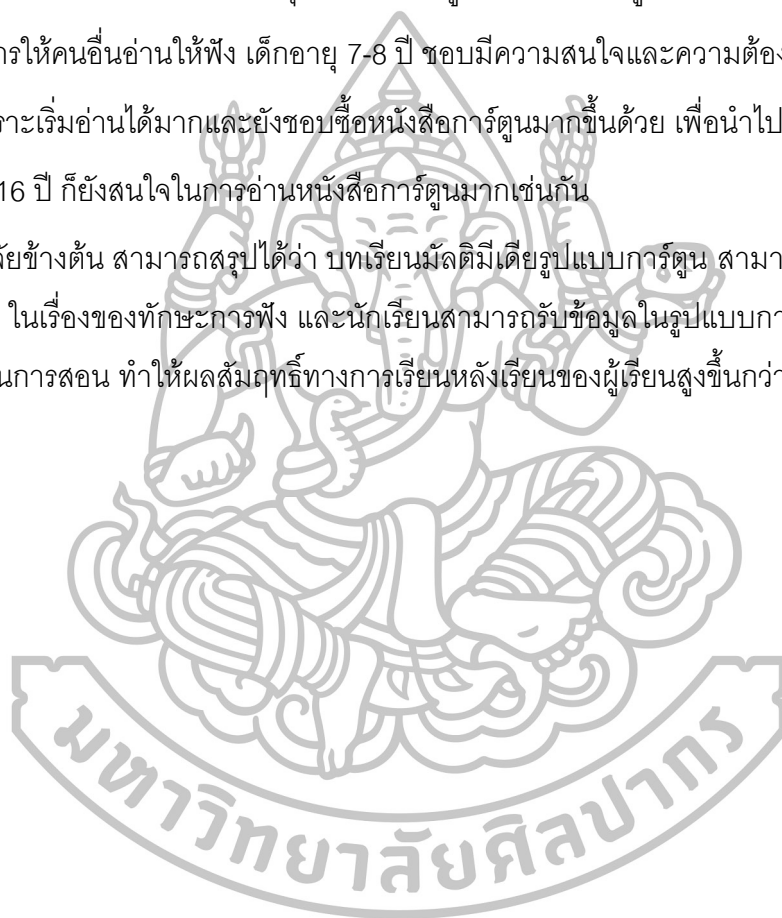 รให้คนอื่นอ่านให้ฟัง เด็กอายุ 7-8 ปี ชอบมีความสนใจและความต้อง
ราะเริ่มอ่านได้มากและยังชอบซื้อหนังสือการ์ตูนมากขึ้นด้วย เพื่อนำไป
16 ปี ก็ยังสนใจในการอ่านหนังสือการ์ตูนมากเช่นกัน
ัยข้างต้น สามารถสรุปได้ว่า บทเรียนมัลติมีเดียรูปแบบการ์ตูน สามา
ในเรื่องของทักษะการฟัง และนักเรียนสามารถรับข้อมูลในรูปแบบกา
นการสอน ทำให้ผลสัมฤทธิ์ทางการเรียนหลังเรียนของผู้เรียนสูงขึ้นกว่า
มหาวิทยาลัยศิลปากร